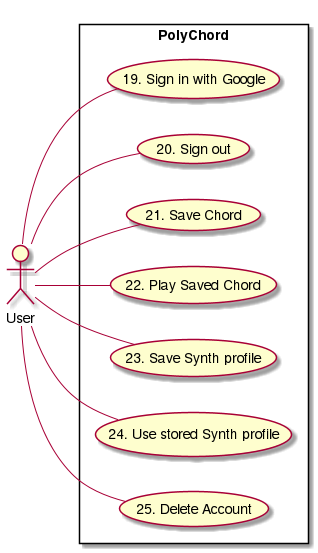 PolyChord
19. Sign in with Google
20. Sign out
21. Save Chord
22. Play Saved Chord
User
23. Save Synth profile
24. Use stored Synth profile
25. Delete Account